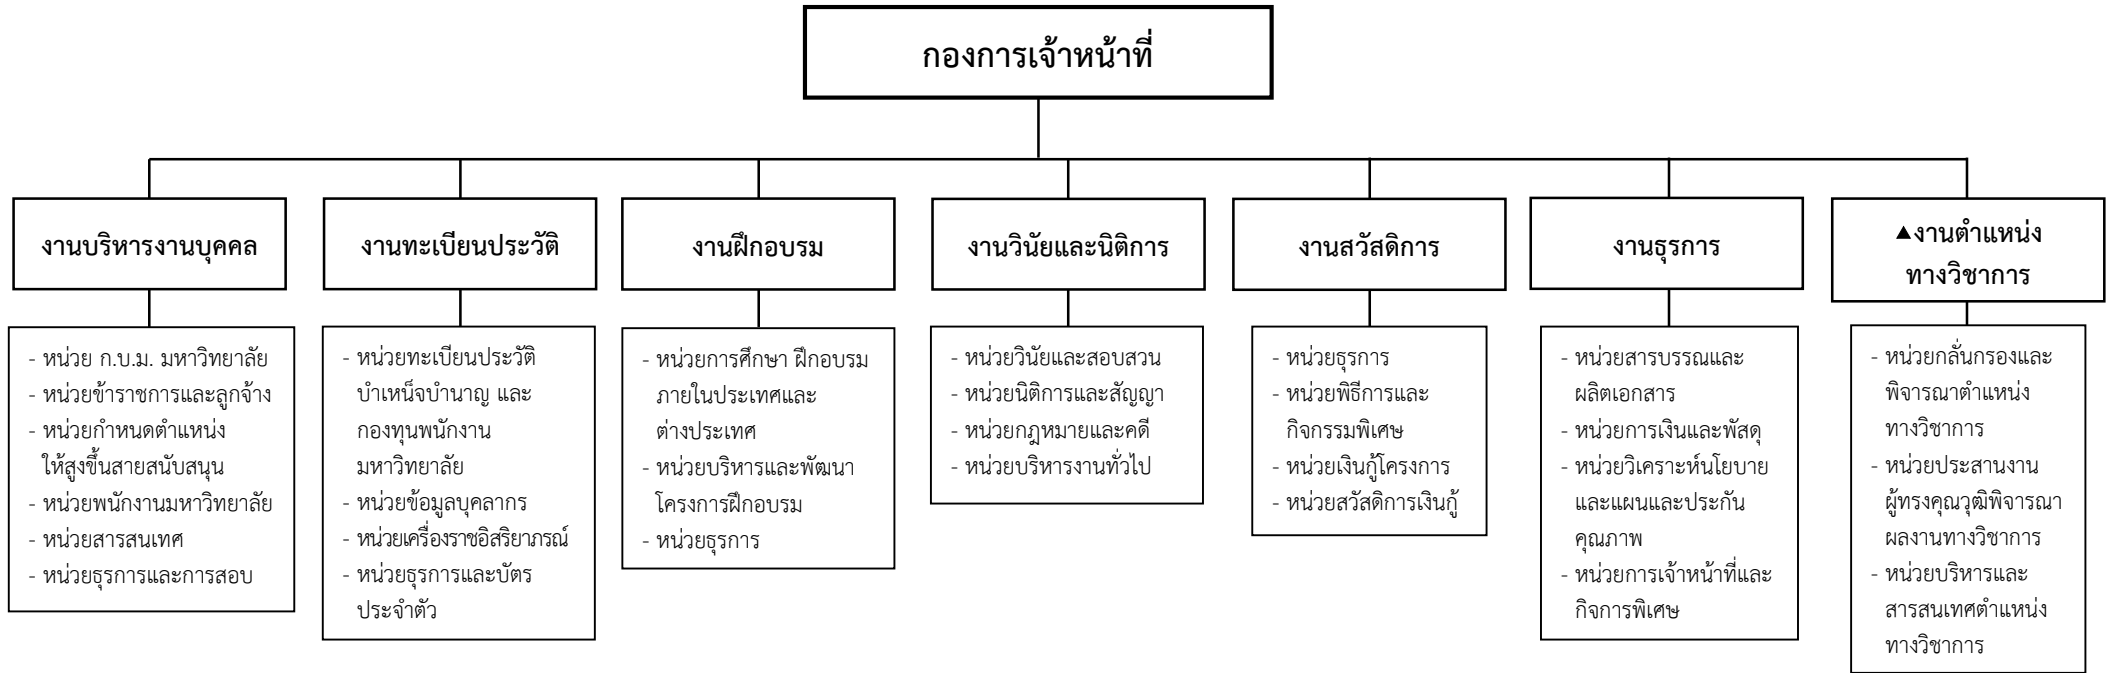 กองการเจ้าหน้าที่
งานบริหารงานบุคคล
- หน่วย ก.บ.ม. มหาวิทยาลัย
- หน่วยข้าราชการและลูกจ้าง
- หน่วยกำหนดตำแหน่ง
ให้สูงขึ้นสายสนับสนุน
- หน่วยพนักงานมหาวิทยาลัย
- หน่วยสารสนเทศ
- หน่วยธุรการและการสอบ
งานทะเบียนประวัติ
- หน่วยทะเบียนประวัติ
บำเหน็จบำนาญ และ
กองทุนพนักงาน
มหาวิทยาลัย
- หน่วยข้อมูลบุคลากร
- หน่วยเครื่องราชอิสริยาภรณ์
- หน่วยธุรการและบัตร
ประจำตัว
งานฝึกอบรม
- หน่วยการศึกษา ฝึกอบรม
ภายในประเทศและ
ต่างประเทศ
- หน่วยบริหารและพัฒนา
โครงการฝึกอบรม
- หน่วยธุรการ
งานวินัยและนิติการ
- หน่วยวินัยและสอบสวน
- หน่วยนิติการและสัญญา
- หน่วยกฎหมายและคดี
- หน่วยบริหารงานทั่วไป
งานสวัสดิการ
- หน่วยธุรการ
- หน่วยพิธีการและ
กิจกรรมพิเศษ
- หน่วยเงินกู้โครงการ
- หน่วยสวัสดิการเงินกู้
งานธุรการ
- หน่วยสารบรรณและ
ผลิตเอกสาร
- หน่วยการเงินและพัสดุ
- หน่วยวิเคราะห์นโยบาย
และแผนและประกัน
คุณภาพ
- หน่วยการเจ้าหน้าที่และ
กิจการพิเศษ
▲งานตำแหน่ง
ทางวิชาการ
- หน่วยกลั่นกรองและ
พิจารณาตำแหน่ง
ทางวิชาการ
- หน่วยประสานงาน
ผู้ทรงคุณวุฒิพิจารณา
ผลงานทางวิชาการ
- หน่วยบริหารและ
สารสนเทศตำแหน่ง
ทางวิชาการ